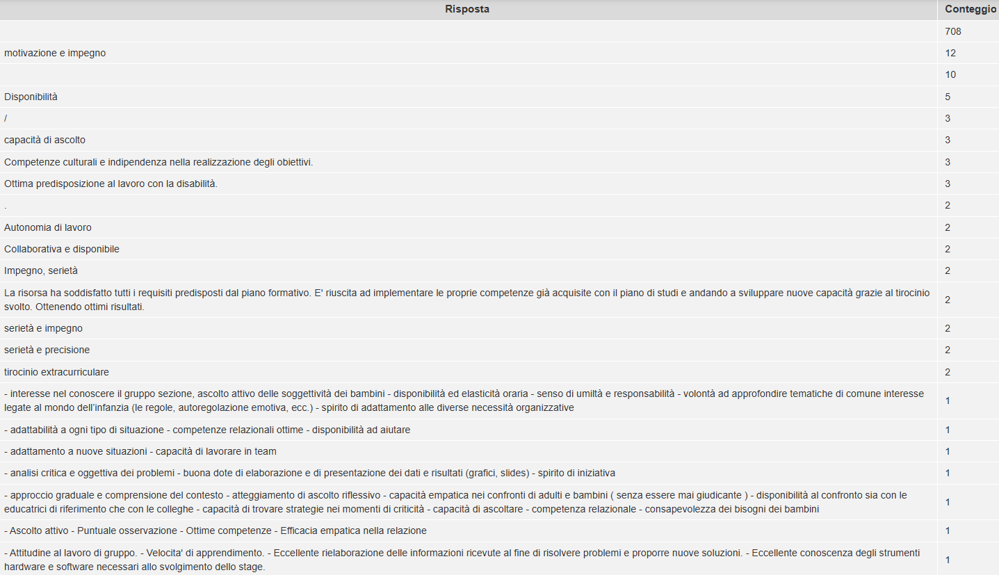 Risposta Conteggio
708
motivazione e impegno 12
10
Disponibilità 5
/ 3
capacità di ascolto 3
Competenze culturali e indipendenza nella realizzazione degli obiettivi. 3
Ottima predisposizione al lavoro con la disabilità. 3
. 2
Autonomia di lavoro 2
Collaborativa e disponibile 2
Impegno, serietà 2
La risorsa ha soddisfatto tutti i requisiti predisposti dal piano formativo. E' riuscita ad implementare le proprie competenze già acquisite con il piano di studi e andando a sviluppare nuove capacità grazie al tirocinio
svolto. Ottenendo ottimi risultati. 2
serietà e impegno 2
serietà e precisione 2
tirocinio extracurriculare 2
- interesse nel conoscere il gruppo sezione, ascolto attivo delle soggettività dei bambini - disponibilità ed elasticità oraria - senso di umiltà e responsabilità - volontà ad approfondire tematiche di comune interesse
legate al mondo dell’infanzia (le regole, autoregolazione emotiva, ecc.) - spirito di adattamento alle diverse necessità organizzative 1
- adattabilità a ogni tipo di situazione - competenze relazionali ottime - disponibilità ad aiutare 1
- adattamento a nuove situazioni - capacità di lavorare in team 1
- analisi critica e oggettiva dei problemi - buona dote di elaborazione e di presentazione dei dati e risultati (grafici, slides) - spirito di iniziativa 1
- approccio graduale e comprensione del contesto - atteggiamento di ascolto riflessivo - capacità empatica nei confronti di adulti e bambini ( senza essere mai giudicante ) - disponibilità al confronto sia con le
educatrici di riferimento che con le colleghe - capacità di trovare strategie nei momenti di criticità - capacità di ascoltare - competenza relazionale - consapevolezza dei bisogni dei bambini 1
- Ascolto attivo - Puntuale osservazione - Ottime competenze - Efficacia empatica nella relazione 1
- Attitudine al lavoro di gruppo. - Velocita' di apprendimento. - Eccellente rielaborazione delle informazioni ricevute al fine di risolvere problemi e proporre nuove soluzioni. - Eccellente conoscenza degli strumenti
hardware e software necessari allo svolgimento dello stage. 1